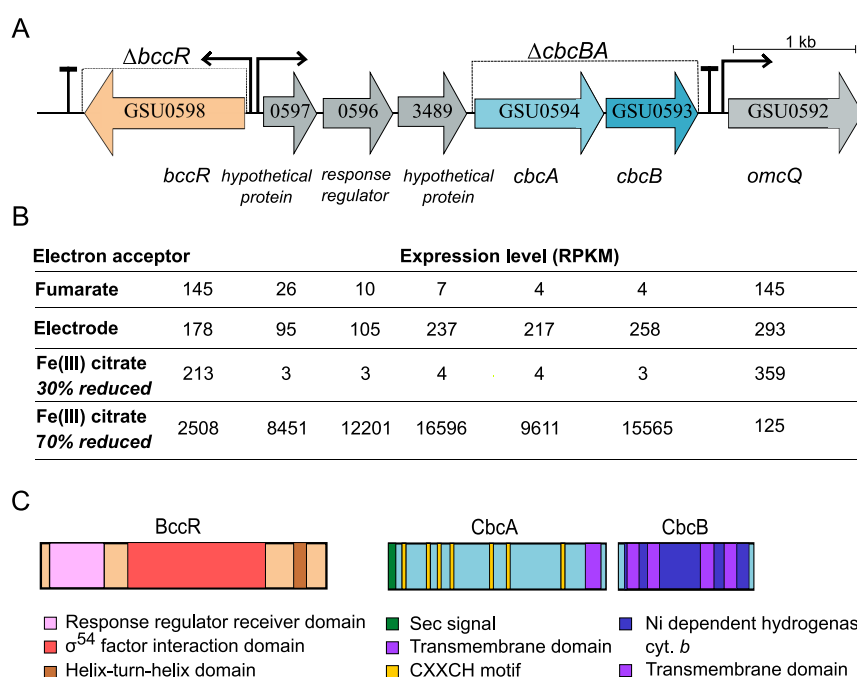 A
1 kb
ΔbccR
ΔcbcBA
GSU0598 0597 0596 3489 GSU0594 GSU0593 GSU0592
bccR hypothetical protein response regulator hypothetical protein cbcA cbcB omcQ
B
Electron acceptor Expression level (RPKM)
Fumarate 145 26 10 7 4 4 145
Electrode 178 95 105 237 217 258 293
Fe(III) citrate
30% reduced 213 3 3 4 4 3 359
Fe(III) citrate
70% reduced 2508 8451 12201 16596 9611 15565 125
C
BccR CbcA CbcB
Response regulator receiver domain
σ54 factor interaction domain
Helix-turn-helix domain
Sec signal
Transmembrane domain
CXXCH motif
Ni dependent hydrogenas
cyt. b
Transmembrane domain